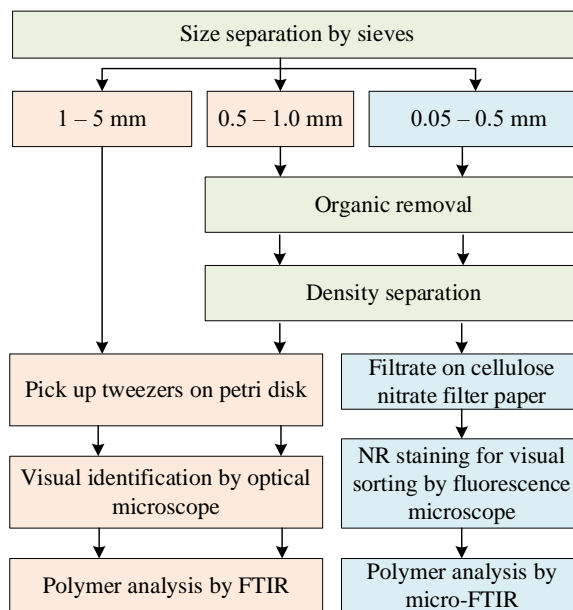 Size separation by sieves
1 – 5 mm
0.5 – 1.0 mm
0.05 – 0.5 mm
Organic removal
Density separation
Pick up tweezers on petri disk
Filtrate on cellulose
nitrate filter paper
Visual identification by optical
microscope
NR staining for visual
sorting by fluorescence
microscope
Polymer analysis by FTIR
Polymer analysis by
micro-FTIR